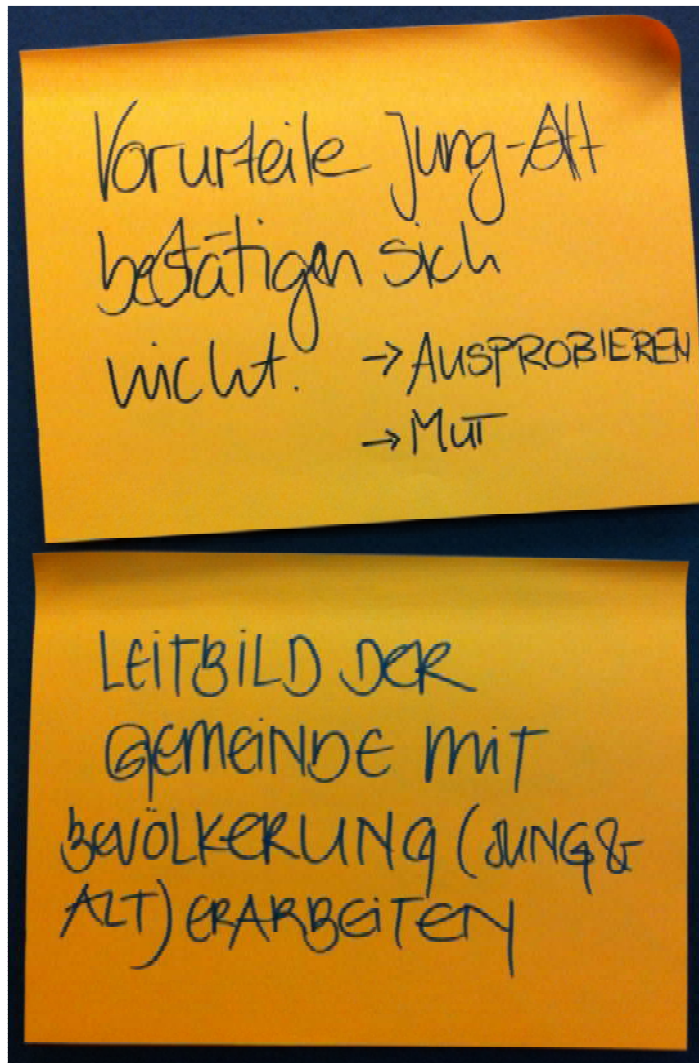 Vorurteile Jung-Alt
bestätigen sich
nicht. → AUSPROBIEREN
→ MUT
LEITBILD DER
GEMEINDE MIT
BEVÖLKERUNG (JUNG &
ALT) ERARBEITEN